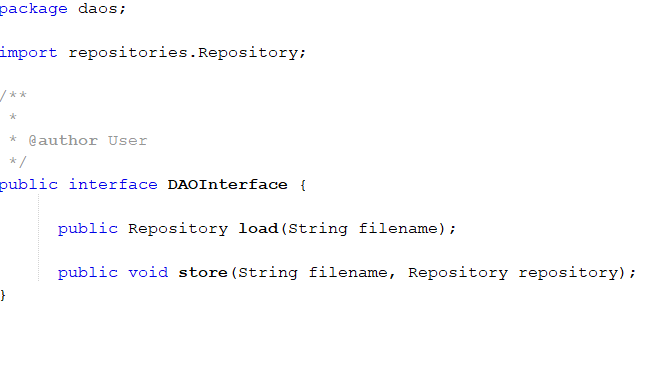 package daos;
import repositories.Repository;
/**
*
* @author User
*/
public interface DAOInterface {
public Repository load(String filename);
public void store(String filename, Repository repository);
}